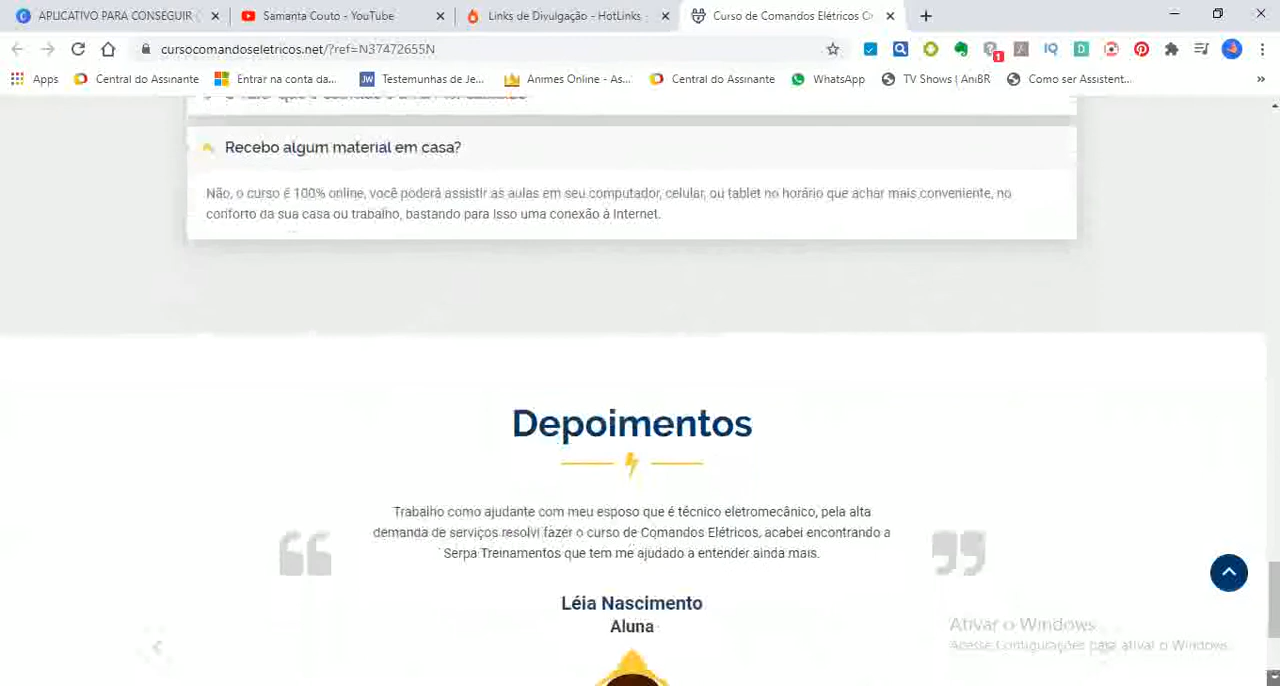 APLICATIVO PARA CONSEGUIR
Samanta Couto - YouTube
Links de Divulgação - HotLinks
Curso de Comandos Elétricos C
cursocomandoseletricos.net/?ref=N37472655N
1
Apps
Central do Assinante
Entrar na conta da...
JW
Testemunhas de Je...
Animes Online - As...
Central do Assinante
WhatsApp
TV Shows | AniBR
Como ser Assistent...
»
Recebo algum material em casa?
Não, o curso é 100% online, você poderá assistir as aulas em seu computador, celular, ou tablet no horário que achar mais conveniente, no
conforto da sua casa ou trabalho, bastando para isso uma conexão à Internet.
Depoimentos
Trabalho como ajudante com meu esposo que é técnico eletromecânico, pela alta
demanda de serviços resolvi fazer o curso de Comandos Elétricos, acabei encontrando a
Serpa Treinamentos que tem me ajudado a entender ainda mais.
Léia Nascimento
Aluna
Ativar o Windows
Acesse Configurações para ativar o Windows.